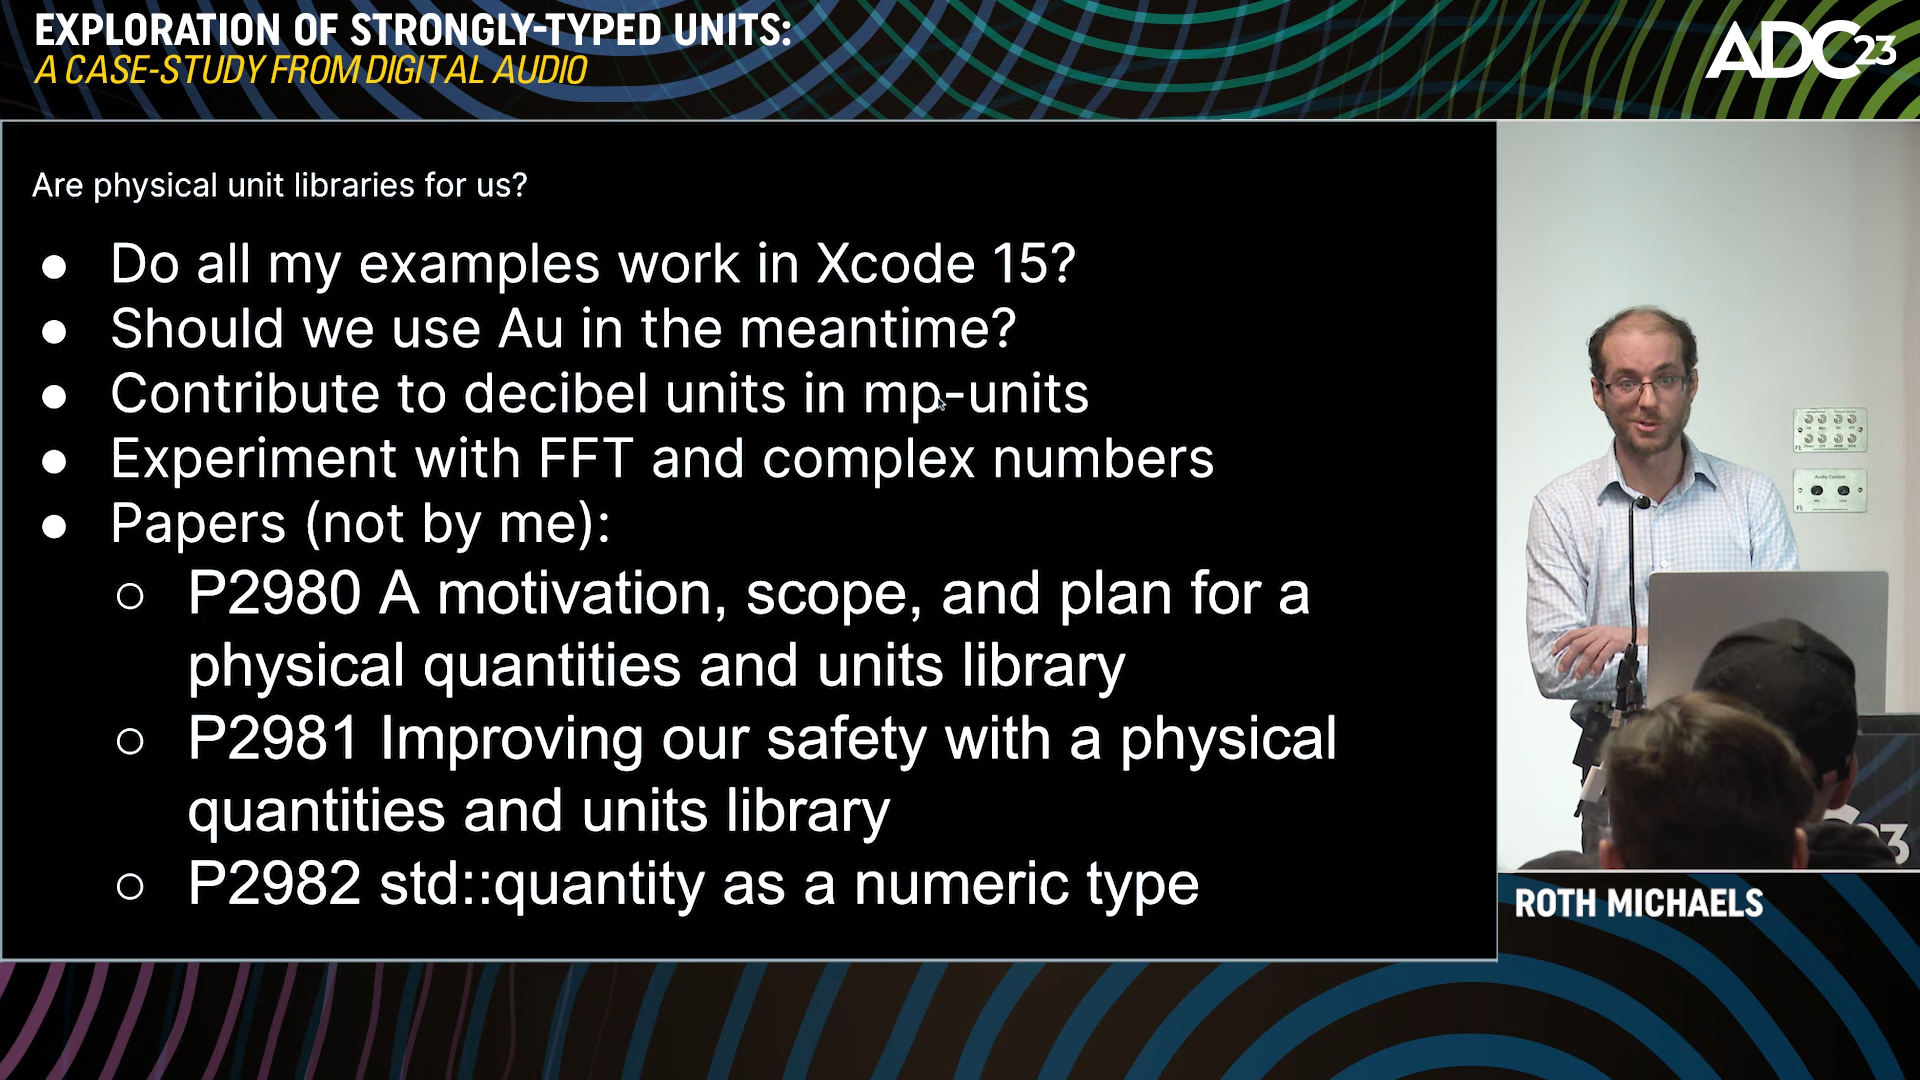 EXPLORATION OF STRONGLY-TYPED UNITS:
A CASE-STUDY FROM DIGITAL AUDIO
ADC23
Are physical unit libraries for us?
● Do all my examples work in Xcode 15?
● Should we use Au in the meantime?
● Contribute to decibel units in mp-units
● Experiment with FFT and complex numbers
● Papers (not by me):
○ P2980 A motivation, scope, and plan for a
physical quantities and units library
○ P2981 Improving our safety with a physical
quantities and units library
○ P2982 std::quantity as a numeric type
Audio Control
ROTH MICHAELS